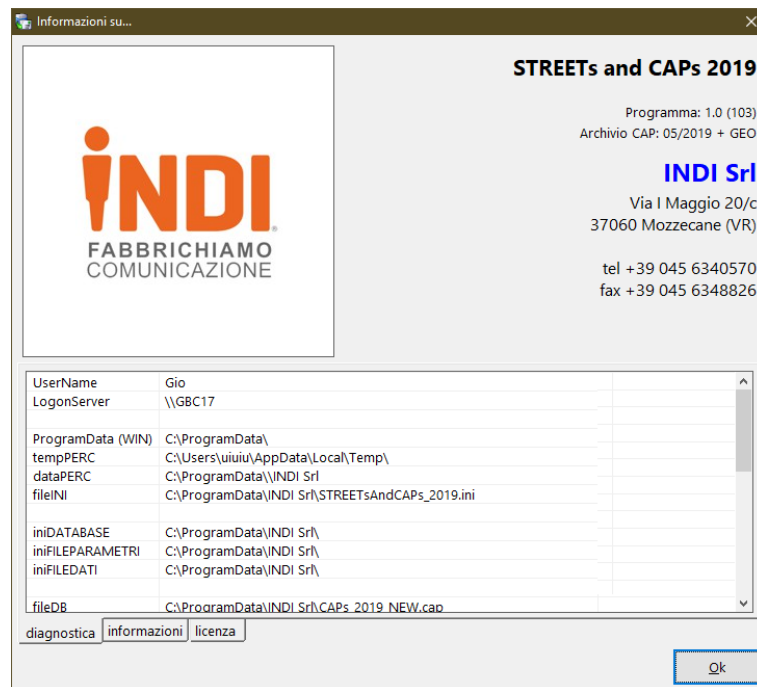 Informazioni su...
iNDI
FABBRICHIAMO
COMUNICAZIONE
STREETs and CAPs 2019
Programma: 1.0 (103)
Archivio CAP: 05/2019 + GEO
INDI Srl
Via I Maggio 20/c
37060 Mozzecane (VR)
tel +39 045 6340570
fax +39 045 6348826
UserName Gio
LogonServer \\GBC17
ProgramData (WIN) C:\ProgramData\
tempPERC C:\Users\uiuiu\AppData\Local\Temp\
dataPERC C:\ProgramData\\INDI Srl
fileINI C:\ProgramData\INDI Srl\STREETsAndCAPs_2019.ini
iniDATABASE C:\ProgramData\INDI Srl\
iniFILEPARAMETRI C:\ProgramData\INDI Srl\
iniFILEDATI C:\ProgramData\INDI Srl\
fileDB C:\ProgramData\INDI Srl\CAPs_2019_NEW.cap
diagnostica informazioni licenza
Ok